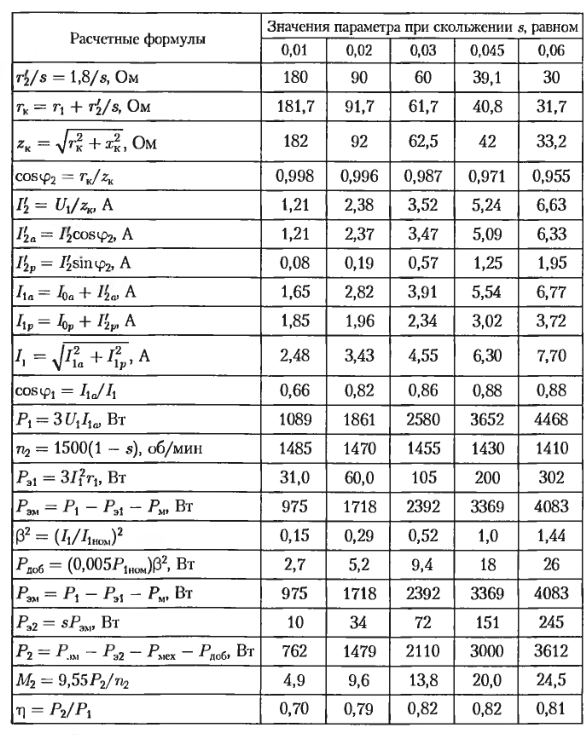 Расчетные формулы | Значения параметра при скольжении s, равном
0,01 | 0,02 | 0,03 | 0,045 | 0,06
r′₂/s = 1,8/s, Ом | 180 | 90 | 60 | 39,1 | 30
rк = r₁ + r′₂/s, Ом | 181,7 | 91,7 | 61,7 | 40,8 | 31,7
zк = √(rк² + xк²), Ом | 182 | 92 | 62,5 | 42 | 33,2
cosφ₂ = rк/zк | 0,998 | 0,996 | 0,987 | 0,971 | 0,955
I′₂ = U₁/zк, А | 1,21 | 2,38 | 3,52 | 5,24 | 6,63
I′₂a = I′₂cosφ₂, А | 1,21 | 2,37 | 3,47 | 5,09 | 6,33
I′₂p = I′₂sinφ₂, А | 0,08 | 0,19 | 0,57 | 1,25 | 1,95
I₁a = I₀a + I′₂a, А | 1,65 | 2,82 | 3,91 | 5,54 | 6,77
I₁p = I₀p + I′₂p, А | 1,85 | 1,96 | 2,34 | 3,02 | 3,72
I₁ = √(I²₁a + I²₁p), А | 2,48 | 3,43 | 4,55 | 6,30 | 7,70
cosφ₁ = I₁a/I₁ | 0,66 | 0,82 | 0,86 | 0,88 | 0,88
P₁ = 3U₁I₁a, Вт | 1089 | 1861 | 2580 | 3652 | 4468
n₂ = 1500(1 − s), об/мин | 1485 | 1470 | 1455 | 1430 | 1410
Pэ1 = 3I₁²r₁, Вт | 31,0 | 60,0 | 105 | 200 | 302
Pэм = P₁ − Pэ1 − Pм, Вт | 975 | 1718 | 2392 | 3369 | 4083
β² = (I₁/I₁ном)² | 0,15 | 0,29 | 0,52 | 1,0 | 1,44
Pдоб = (0,005P₁ном)β², Вт | 2,7 | 5,2 | 9,4 | 18 | 26
Pэм = P₁ − Pэ1 − Pм, Вт | 975 | 1718 | 2392 | 3369 | 4083
Pэ2 = sPэм, Вт | 10 | 34 | 72 | 151 | 245
P₂ = Pэм − Pэ2 − Pмех − Pдоб, Вт | 762 | 1479 | 2110 | 3000 | 3612
M₂ = 9,55P₂/n₂ | 4,9 | 9,6 | 13,8 | 20,0 | 24,5
η = P₂/P₁ | 0,70 | 0,79 | 0,82 | 0,82 | 0,81